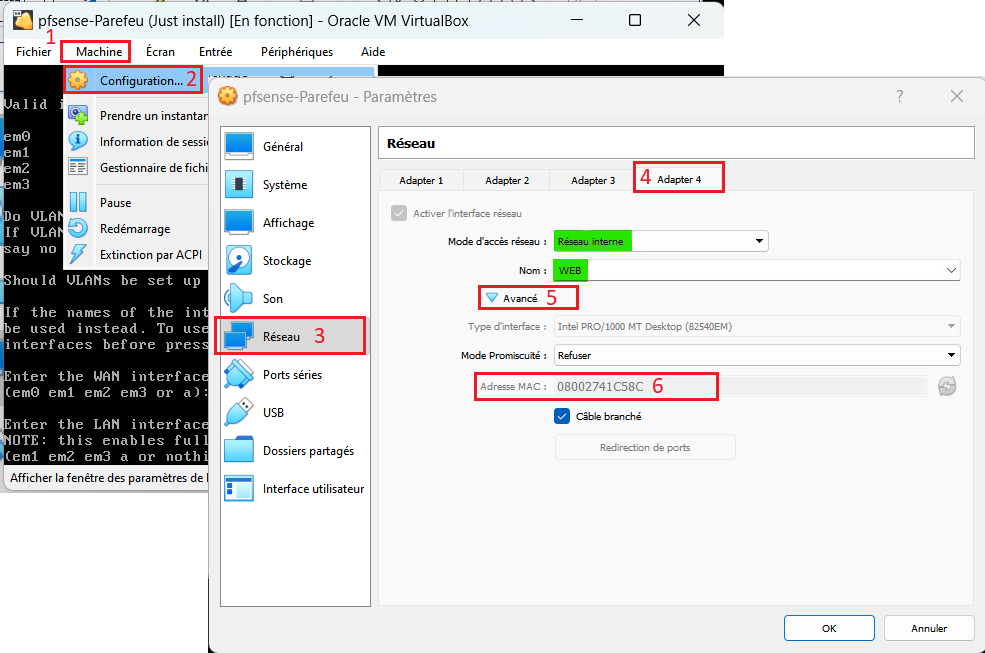 pfsense-Parefeu (Just install) [En fonction] - Oracle VM VirtualBox
1
Fichier Machine Écran Entrée Périphériques Aide
Configuration... 2
Prendre un instantan
Information de sessi
Gestionnaire de fichi
Pause
Redémarrage
Extinction par ACPI
Valid i
em0
em1
em2
em3
Do VLAN
If VLAN
say no
Should VLANs be set up
If the names of the int
be used instead. To use
interfaces before press
Enter the WAN interface
(em0 em1 em2 em3 or a):
Enter the LAN interface
NOTE: this enables full
(em1 em2 em3 a or nothi
Afficher la fenêtre des paramètres de l
pfsense-Parefeu - Paramètres
?
Général
Système
Affichage
Stockage
Son
Réseau 3
Ports séries
USB
Dossiers partagés
Interface utilisateur
Réseau
Adapter 1 Adapter 2 Adapter 3 4 Adapter 4
Activer l'interface réseau
Mode d'accès réseau : Réseau interne
Nom : WEB
Avancé 5
Type d'interface : Intel PRO/1000 MT Desktop (82540EM)
Mode Promiscuité : Refuser
Adresse MAC : 08002741C58C 6
Câble branché
Redirection de ports
OK Annuler